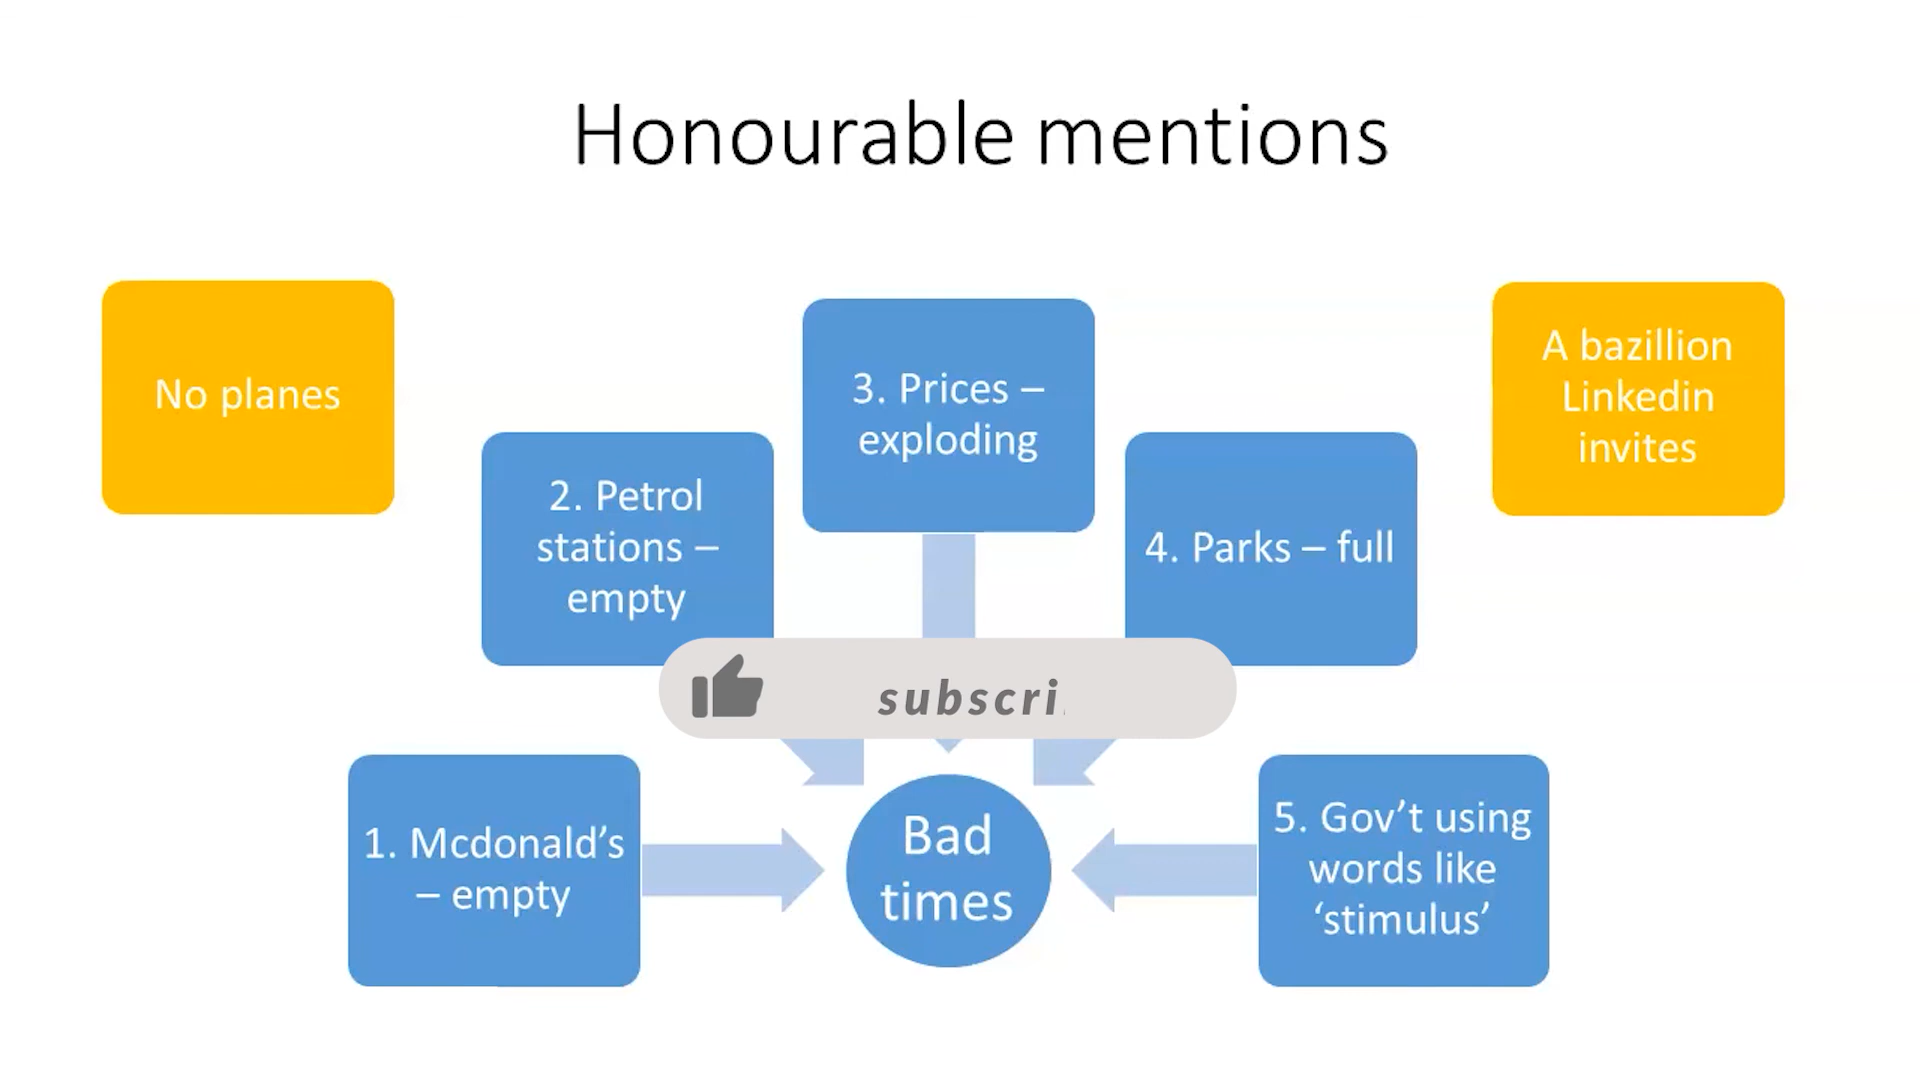 Honourable mentions
No planes
2. Petrol
stations –
empty
3. Prices –
exploding
4. Parks – full
A bazillion
Linkedin
invites
subscri
1. Mcdonald’s
– empty
Bad
times
5. Gov’t using
words like
‘stimulus’